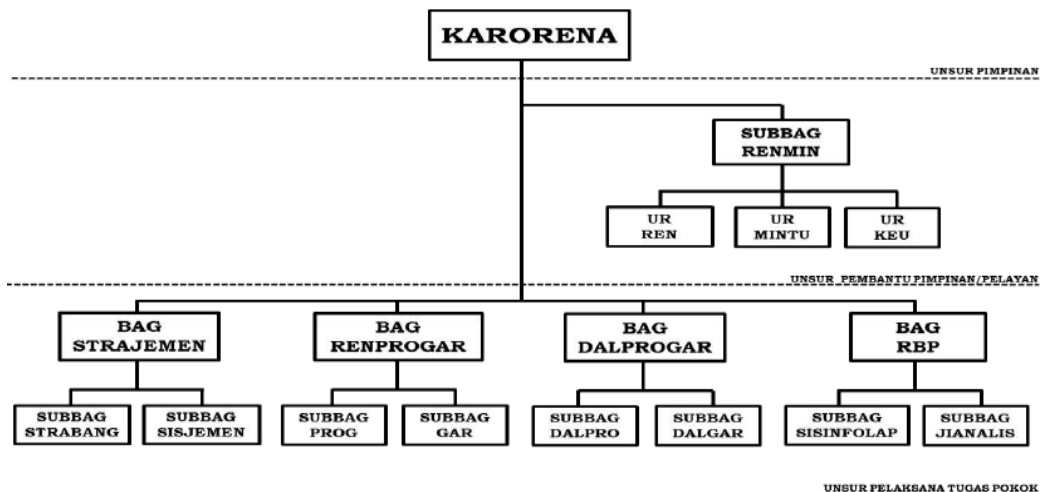 KARORENA
UNSUR PIMPINAN
SUBBAG
RENMIN
UR
REN
UR
MINTU
UR
KEU
UNSUR PEMBANTU PIMPINAN/PELAYAN
BAG
STRAJEMEN
BAG
RENPROGAR
BAG
DALPROGAR
BAG
RBP
SUBBAG
STRABANG
SUBBAG
SISJEMEN
SUBBAG
PROG
SUBBAG
GAR
SUBBAG
DALPRO
SUBBAG
DALGAR
SUBBAG
SISINFOLAP
SUBBAG
JIANALIS
UNSUR PELAKSANA TUGAS POKOK